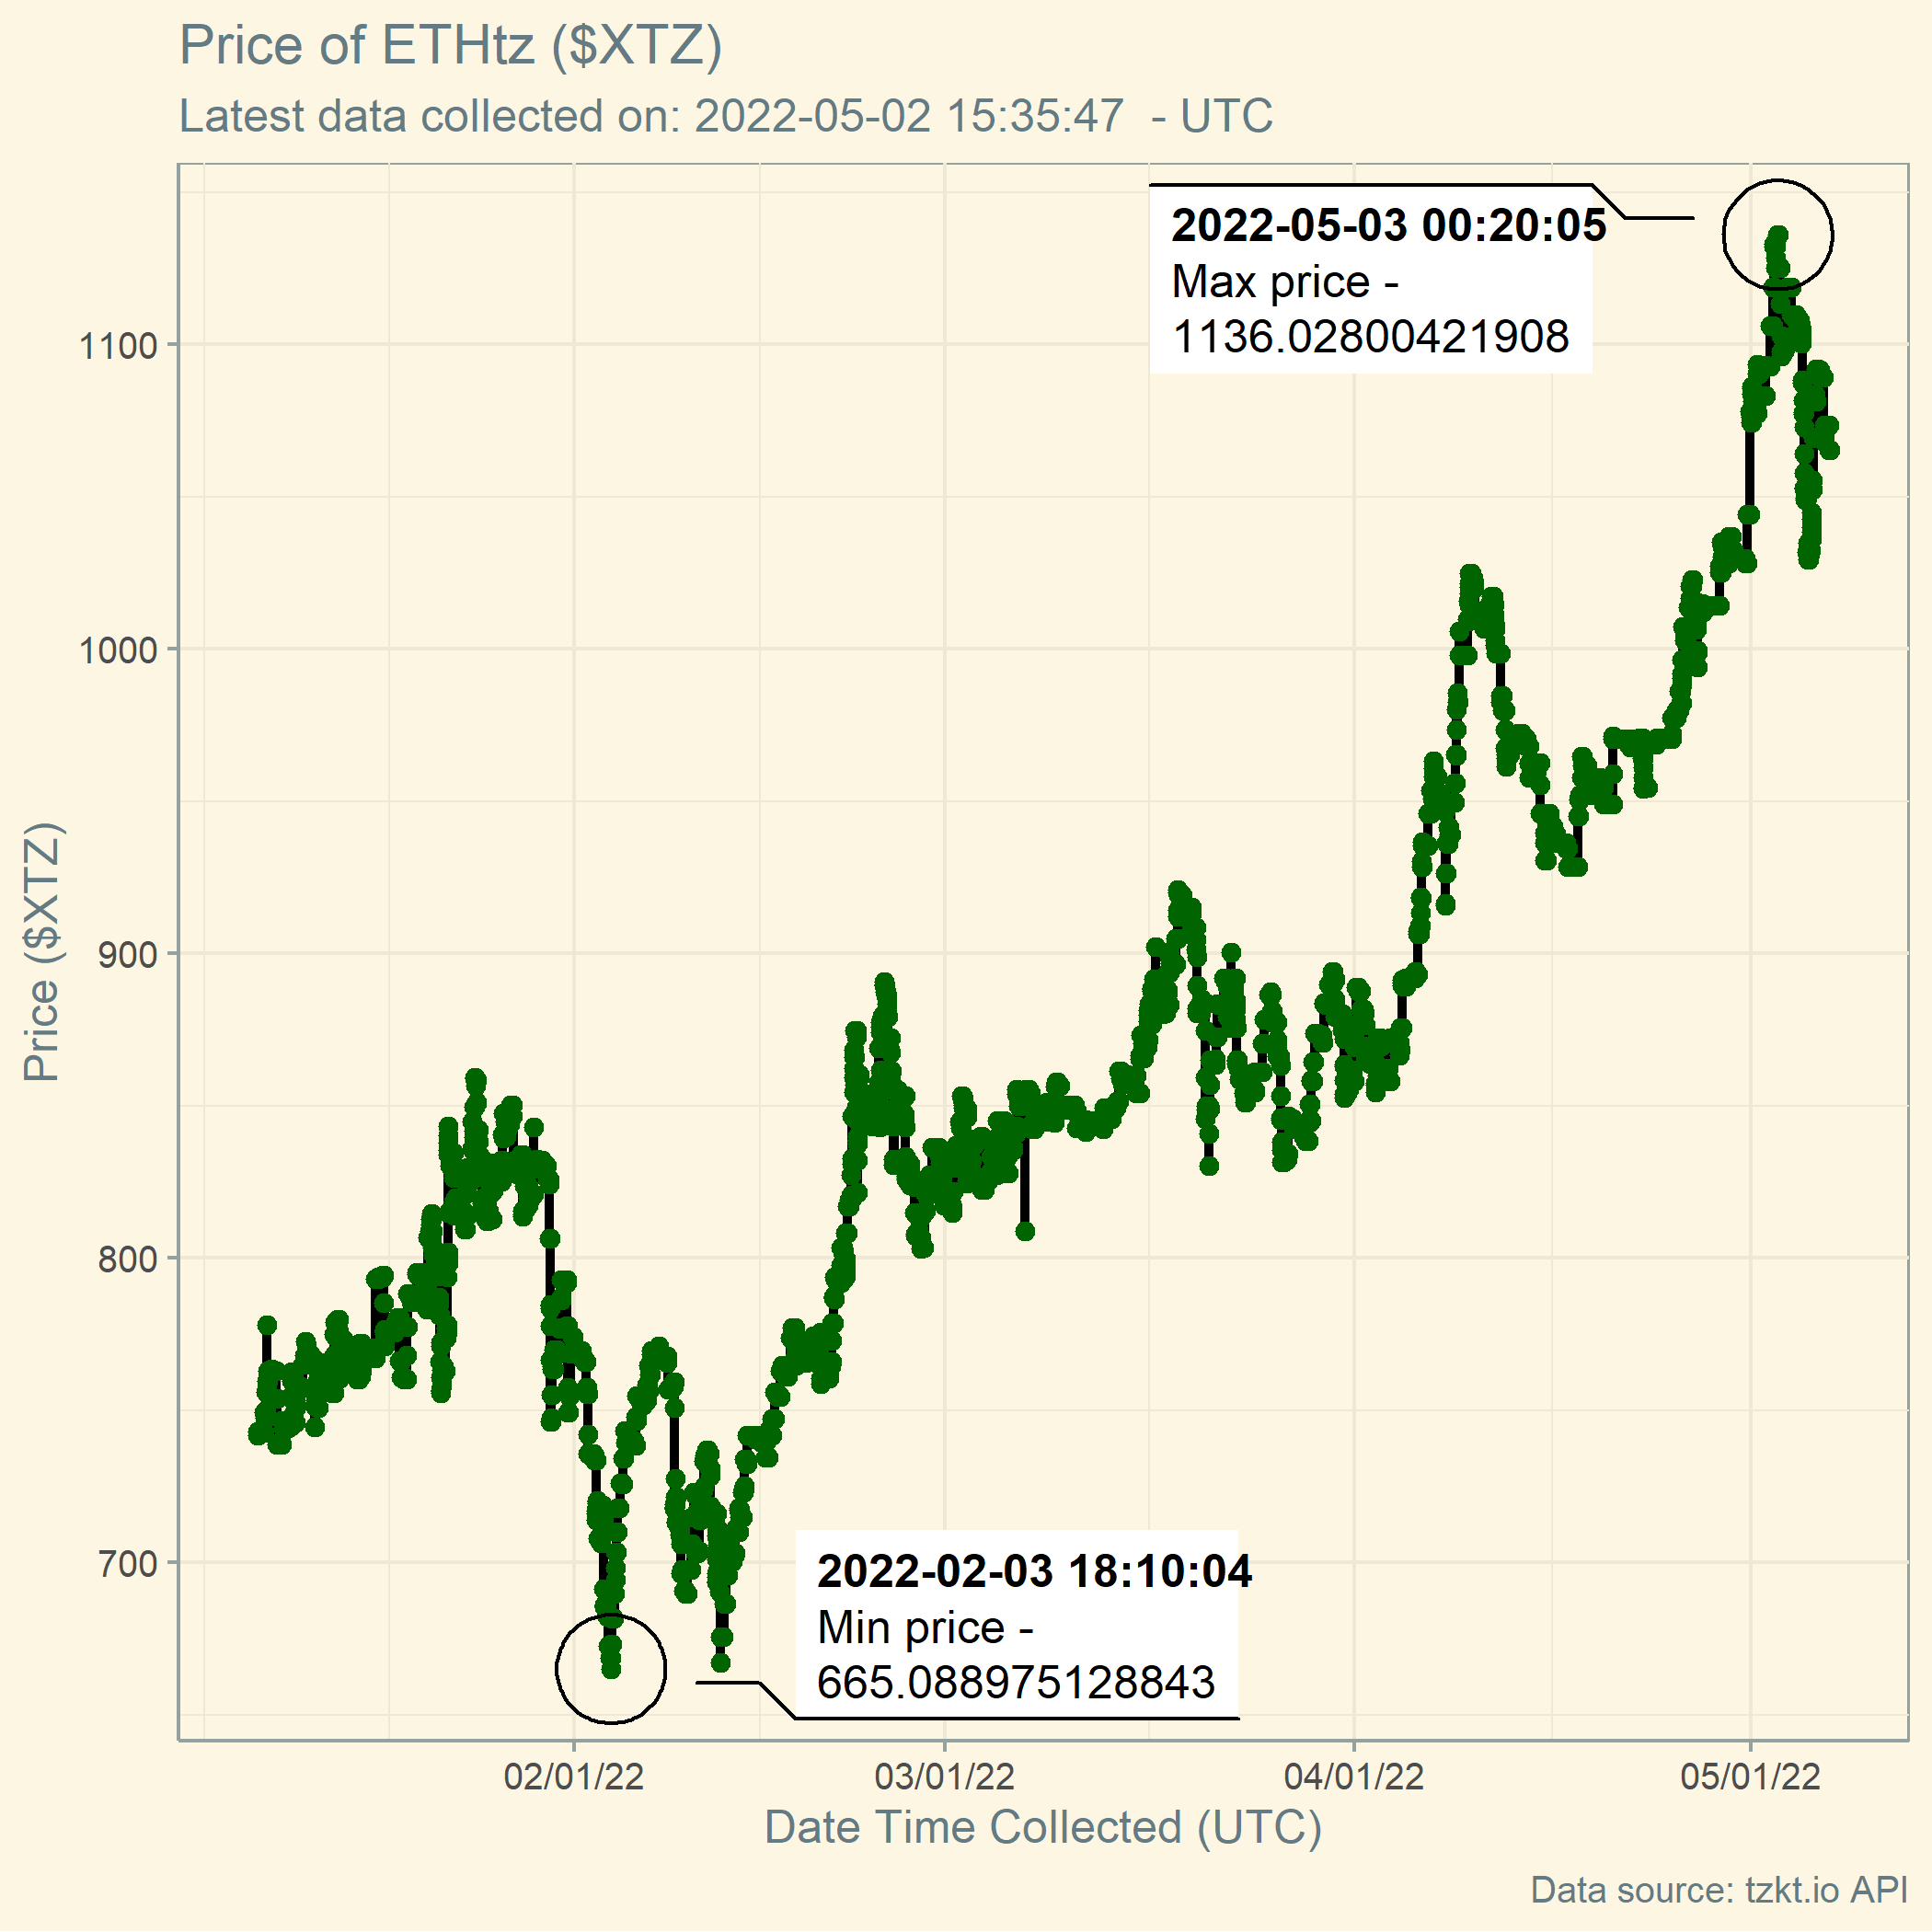 Price of ETHtz ($XTZ)
Latest data collected on: 2022-05-02 15:35:47  - UTC
2022-05-03 00:20:05
Max price -
1136.02800421908
1100
1000
900
800
700
Price ($XTZ)
2022-02-03 18:10:04
Min price -
665.088975128843
02/01/22
03/01/22
04/01/22
05/01/22
Date Time Collected (UTC)
Data source: tzkt.io API